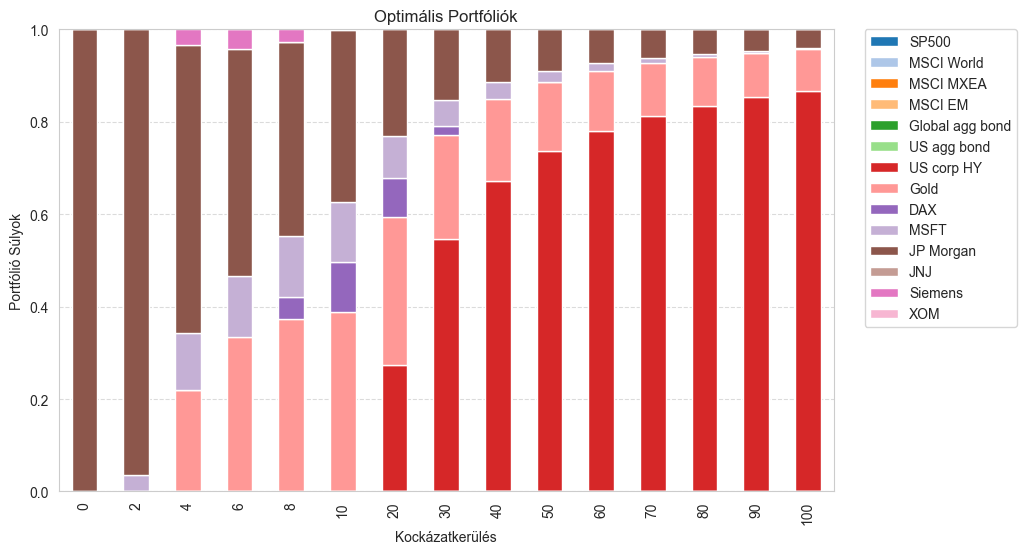 Optimális Portfóliók
Portfólió Súlyok
1.0
0.8
0.6
0.4
0.2
0.0
0
2
4
6
8
10
20
30
40
50
60
70
80
90
100
Kockázatkerülés
SP500
MSCI World
MSCI MXEA
MSCI EM
Global agg bond
US agg bond
US corp HY
Gold
DAX
MSFT
JP Morgan
JNJ
Siemens
XOM